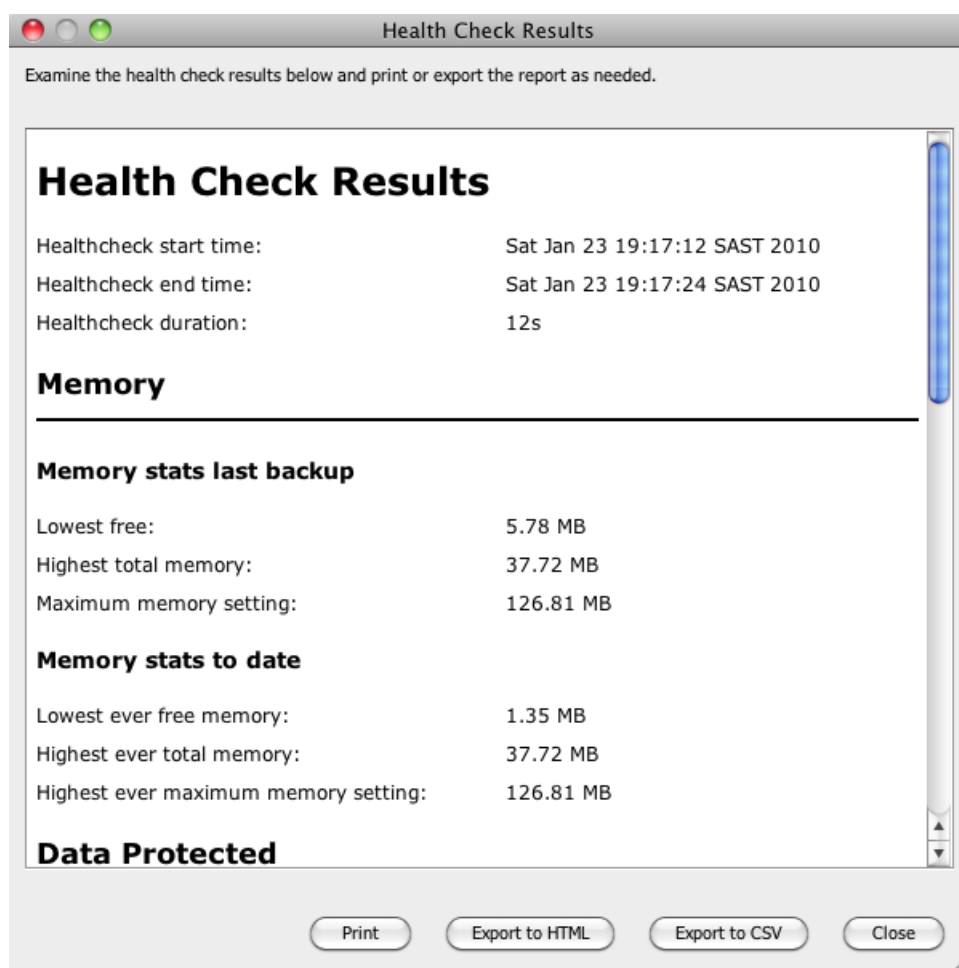 Health Check Results
Examine the health check results below and print or export the report as needed.
Health Check Results
Healthcheck start time: Sat Jan 23 19:17:12 SAST 2010
Healthcheck end time: Sat Jan 23 19:17:24 SAST 2010
Healthcheck duration: 12s
Memory
Memory stats last backup
Lowest free: 5.78 MB
Highest total memory: 37.72 MB
Maximum memory setting: 126.81 MB
Memory stats to date
Lowest ever free memory: 1.35 MB
Highest ever total memory: 37.72 MB
Highest ever maximum memory setting: 126.81 MB
Data Protected
Print Export to HTML Export to CSV Close